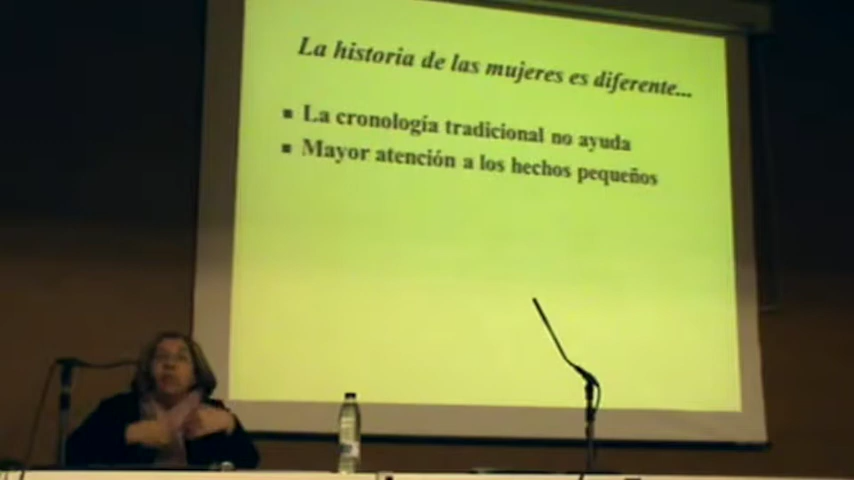 La historia de las mujeres es diferente...
La cronología tradicional no ayuda
Mayor atención a los hechos pequeños